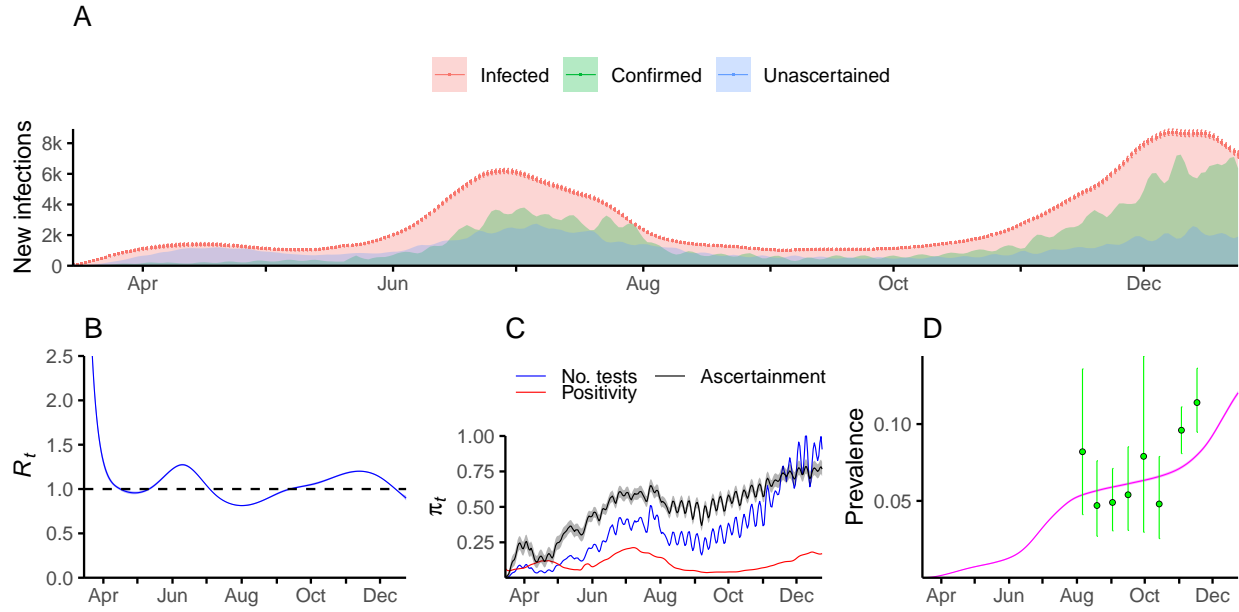 A
Infected Confirmed Unascertained
New infections
8k
6k
4k
2k
0
Apr Jun Aug Oct Dec
B
R_t
2.5
2.0
1.5
1.0
0.5
0.0
Apr Jun Aug Oct Dec
C
No. tests Ascertainment
Positivity
π_t
1.00
0.75
0.50
0.25
Apr Jun Aug Oct Dec
D
Prevalence
0.10
0.05
Apr Jun Aug Oct Dec